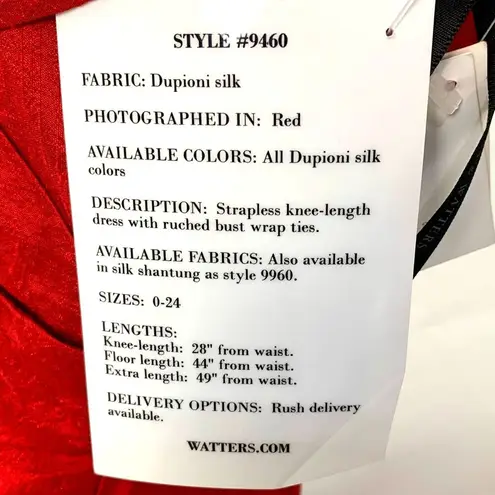 STYLE #9460
FABRIC: Dupioni silk
PHOTOGRAPHED IN: Red
AVAILABLE COLORS: All Dupioni silk
colors
DESCRIPTION: Strapless knee-length
dress with ruched bust wrap ties.
AVAILABLE FABRICS: Also available
in silk shantung as style 9960.
SIZES: 0-24
LENGTHS:
Knee-length: 28" from waist.
Floor length: 44" from waist.
Extra length: 49" from waist.
DELIVERY OPTIONS: Rush delivery
available.
WATTERS.COM
WATTERS